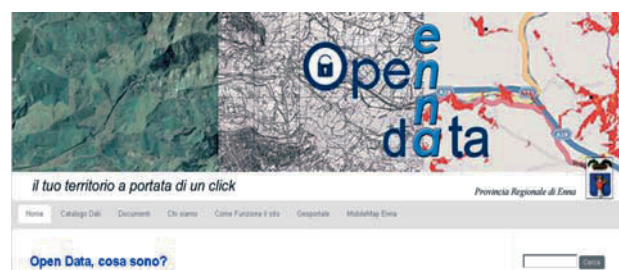 Open
enna
data
A19
il tuo territorio a portata di un click
Provincia Regionale di Enna
Home Catalogo Dati Documenti Chi siamo Come Funziona il sito Geoportale MobileMap Enna
Open Data, cosa sono?
Cerca